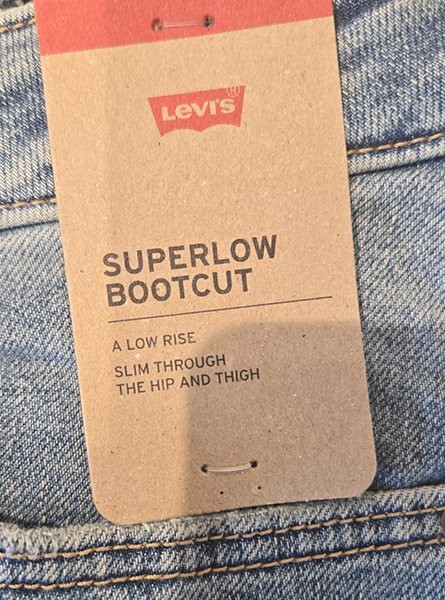 LEVI'S®
SUPERLOW
BOOTCUT
A LOW RISE
SLIM THROUGH
THE HIP AND THIGH